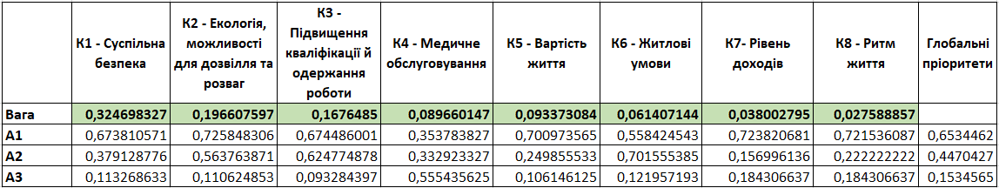 К1 - Суспільна безпека
К2 - Екологія, можливості для дозвілля та розваг
К3 - Підвищення кваліфікації й одержання роботи
К4 - Медичне обслуговування
К5 - Вартість життя
К6 - Житлові умови
К7- Рівень доходів
К8 - Ритм життя
Глобальні пріоритети
Вага 0,324698327 0,196607597 0,1676485 0,089660147 0,093373084 0,061407144 0,038002795 0,027588857
А1 0,673810571 0,725848306 0,674486001 0,353783827 0,700973565 0,558424543 0,723820681 0,721536087 0,6534462
А2 0,379128776 0,563763871 0,624774878 0,332923327 0,249855533 0,701555385 0,156996136 0,222222222 0,4470427
А3 0,113268633 0,110624853 0,093284397 0,555435625 0,106146125 0,121957193 0,184306637 0,184306637 0,1534565